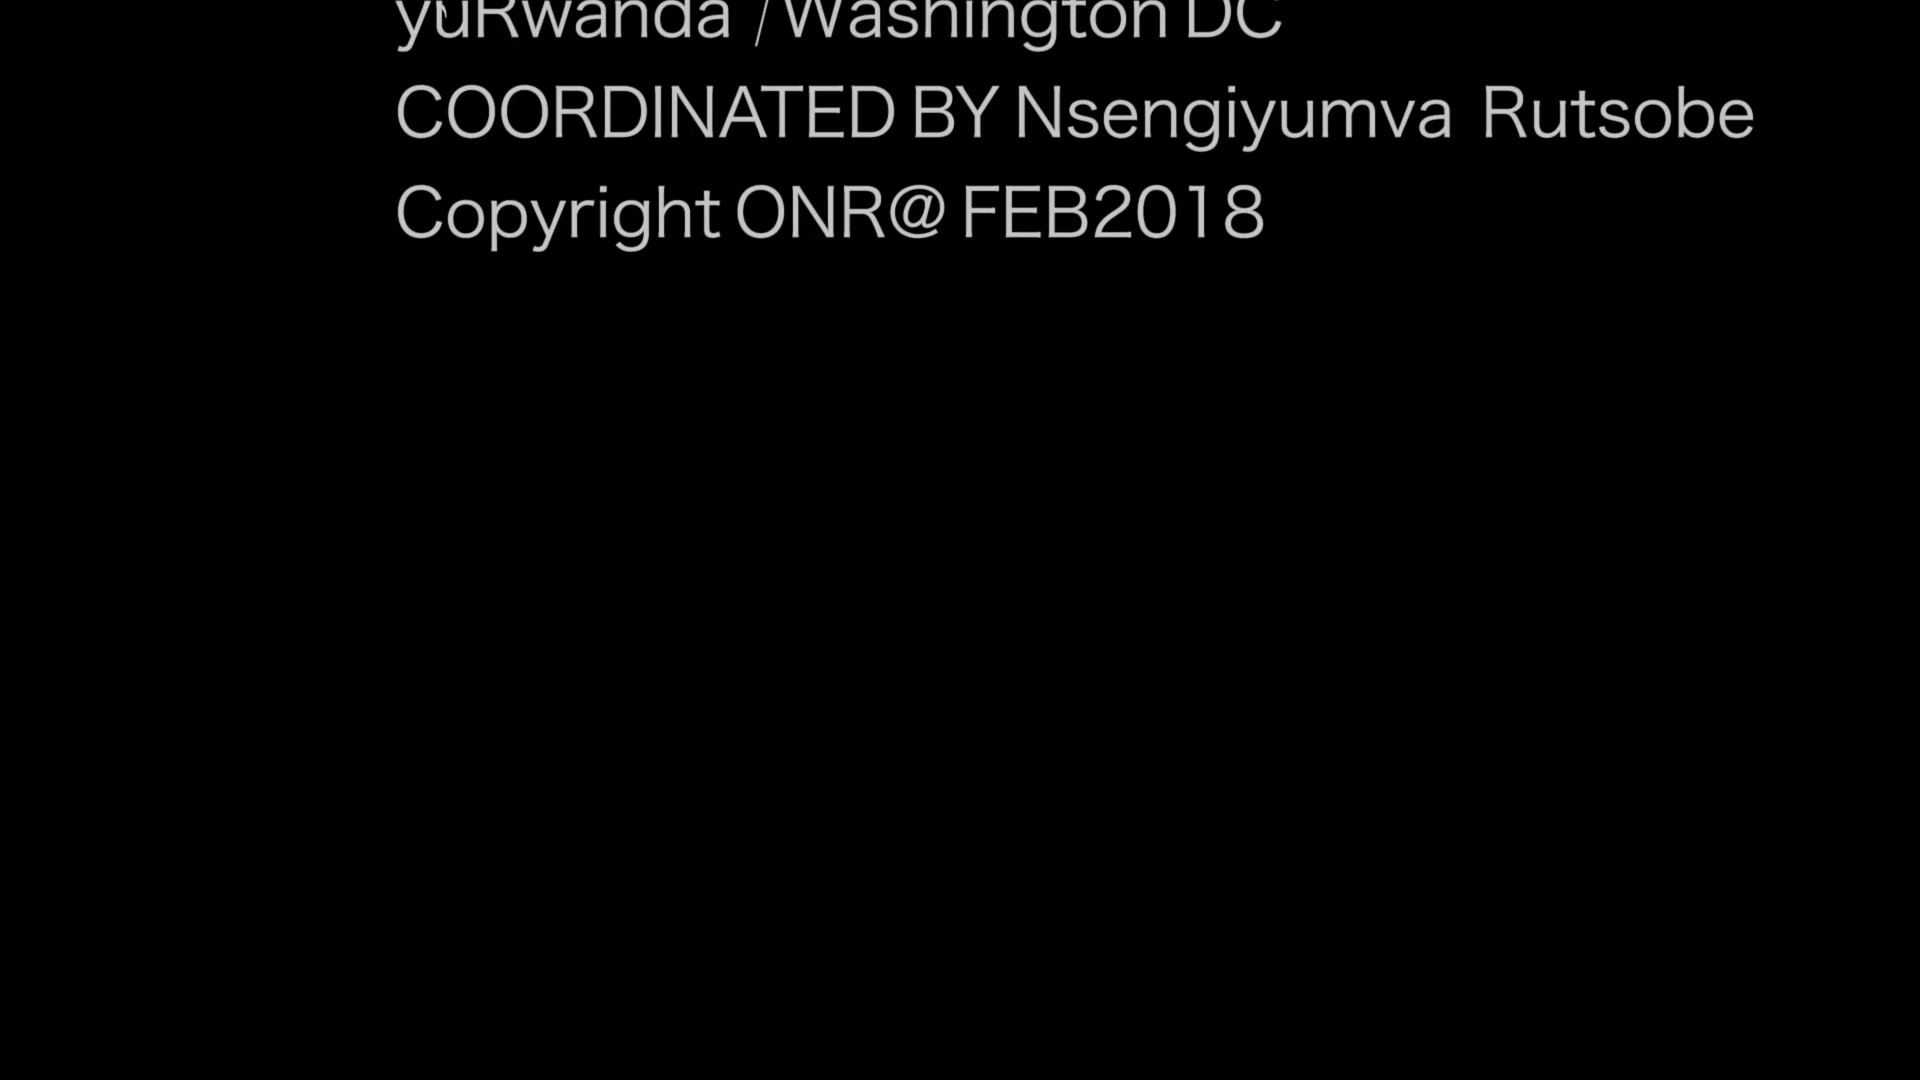 yuRwanda /Washington DC
COORDINATED BY Nsengiyumva Rutsobe
Copyright ONR@ FEB2018